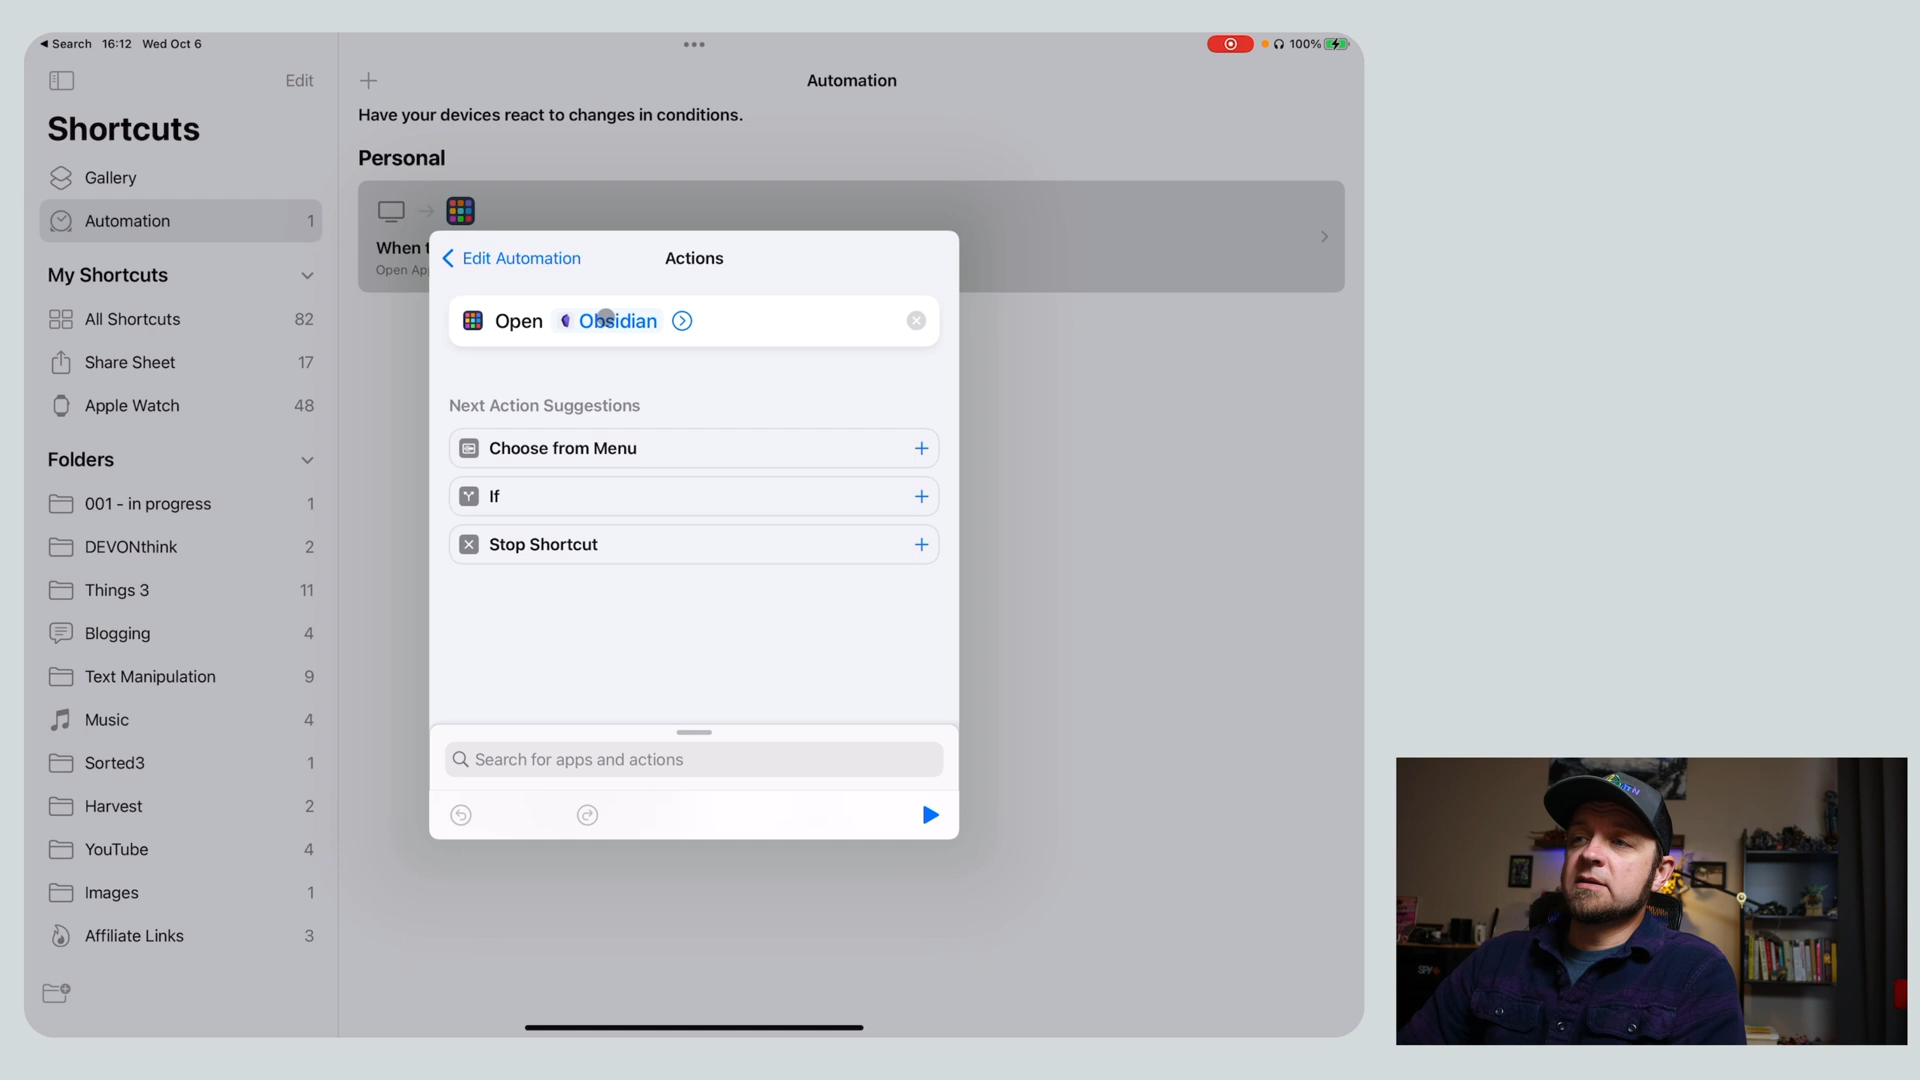 Search 16:12 Wed Oct 6
100%
Edit
Shortcuts
Gallery
Automation 1
My Shortcuts
All Shortcuts 82
Share Sheet 17
Apple Watch 48
Folders
001 - in progress 1
DEVONthink 2
Things 3 11
Blogging 4
Text Manipulation 9
Music 4
Sorted3 1
Harvest 2
YouTube 4
Images 1
Affiliate Links 3
Automation
Have your devices react to changes in conditions.
Personal
When t
Open Ap
Edit Automation
Actions
Open Obsidian
Next Action Suggestions
Choose from Menu
If
Stop Shortcut
Search for apps and actions